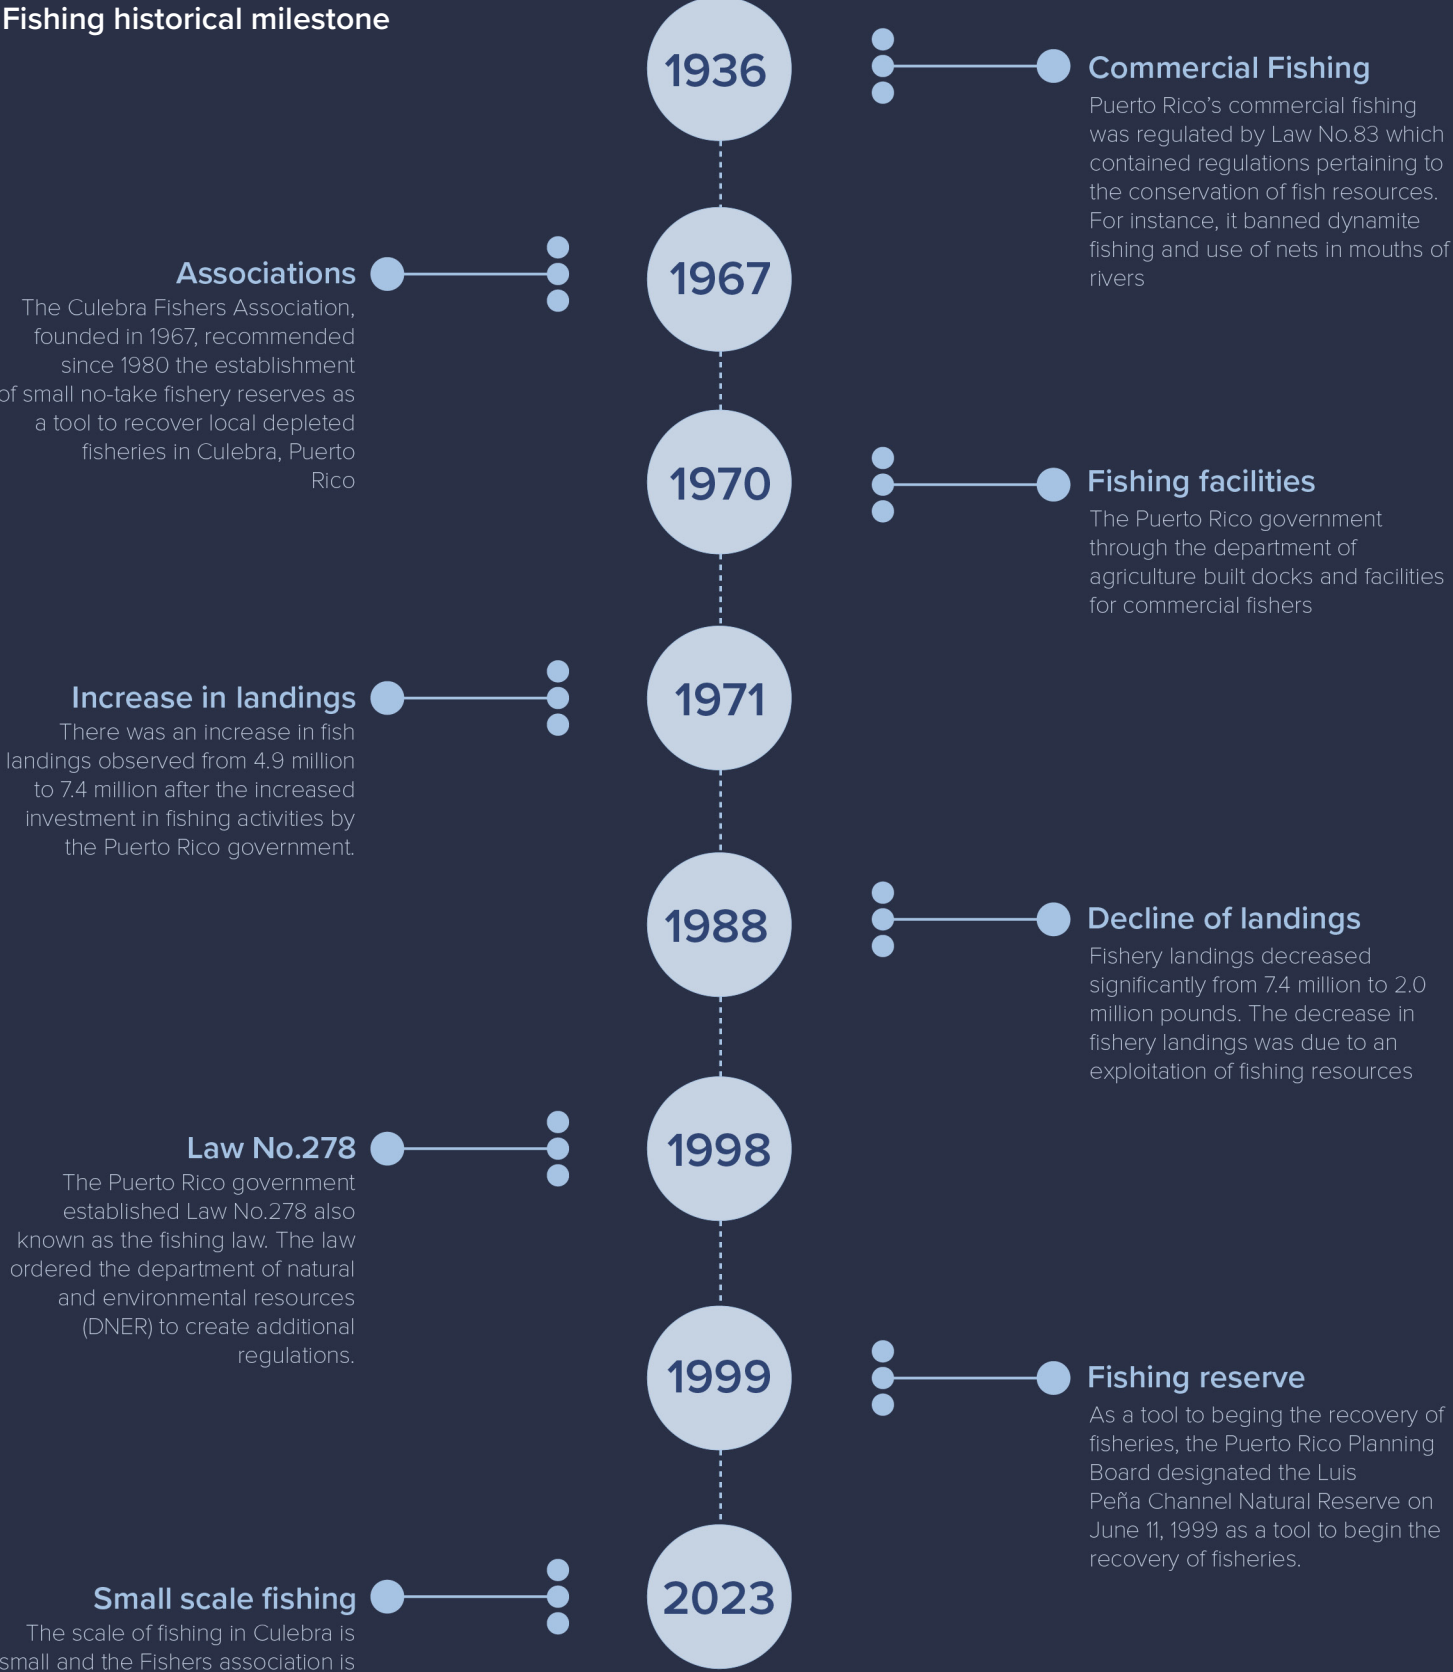 Fishing historical milestone
1936
Commercial Fishing
Puerto Rico’s commercial fishing
was regulated by Law No.83 which
contained regulations pertaining to
the conservation of fish resources.
For instance, it banned dynamite
fishing and use of nets in mouths of
rivers
1967
Associations
The Culebra Fishers Association,
founded in 1967, recommended
since 1980 the establishment
of small no-take fishery reserves as
a tool to recover local depleted
fisheries in Culebra, Puerto
Rico
1970
Fishing facilities
The Puerto Rico government
through the department of
agriculture built docks and facilities
for commercial fishers
1971
Increase in landings
There was an increase in fish
landings observed from 4.9 million
to 7.4 million after the increased
investment in fishing activities by
the Puerto Rico government.
1988
Decline of landings
Fishery landings decreased
significantly from 7.4 million to 2.0
million pounds. The decrease in
fishery landings was due to an
exploitation of fishing resources
1998
Law No.278
The Puerto Rico government
established Law No.278 also
known as the fishing law. The law
ordered the department of natural
and environmental resources
(DNER) to create additional
regulations.
1999
Fishing reserve
As a tool to beging the recovery of
fisheries, the Puerto Rico Planning
Board designated the Luis
Peña Channel Natural Reserve on
June 11, 1999 as a tool to begin the
recovery of fisheries.
2023
Small scale fishing
The scale of fishing in Culebra is
small and the Fishers association is